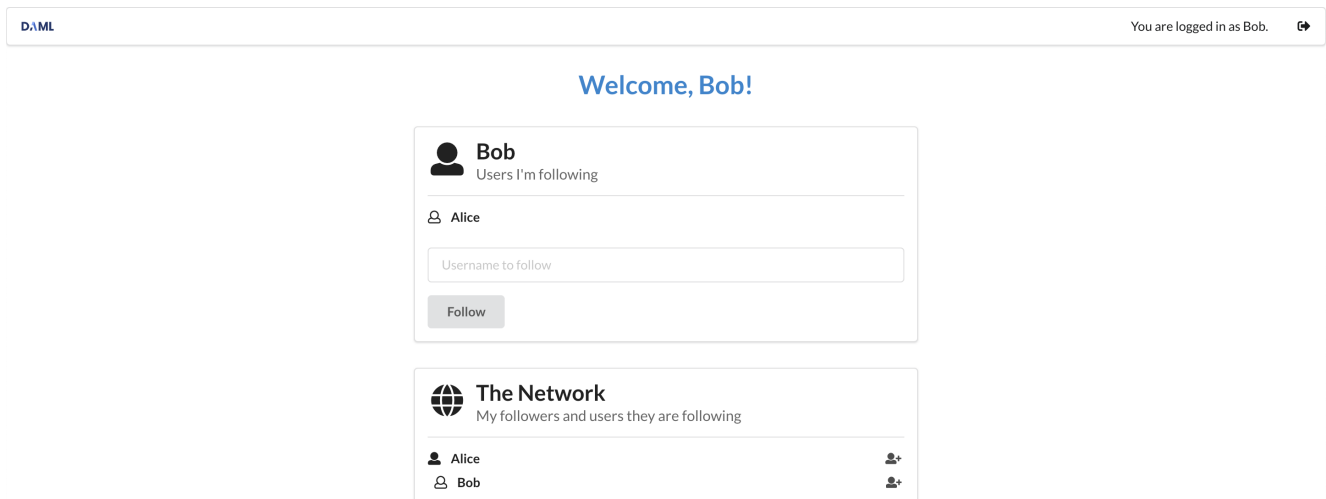 DAML
You are logged in as Bob.
Welcome, Bob!
Bob
Users I'm following
Alice
Username to follow
Follow
The Network
My followers and users they are following
Alice
Bob